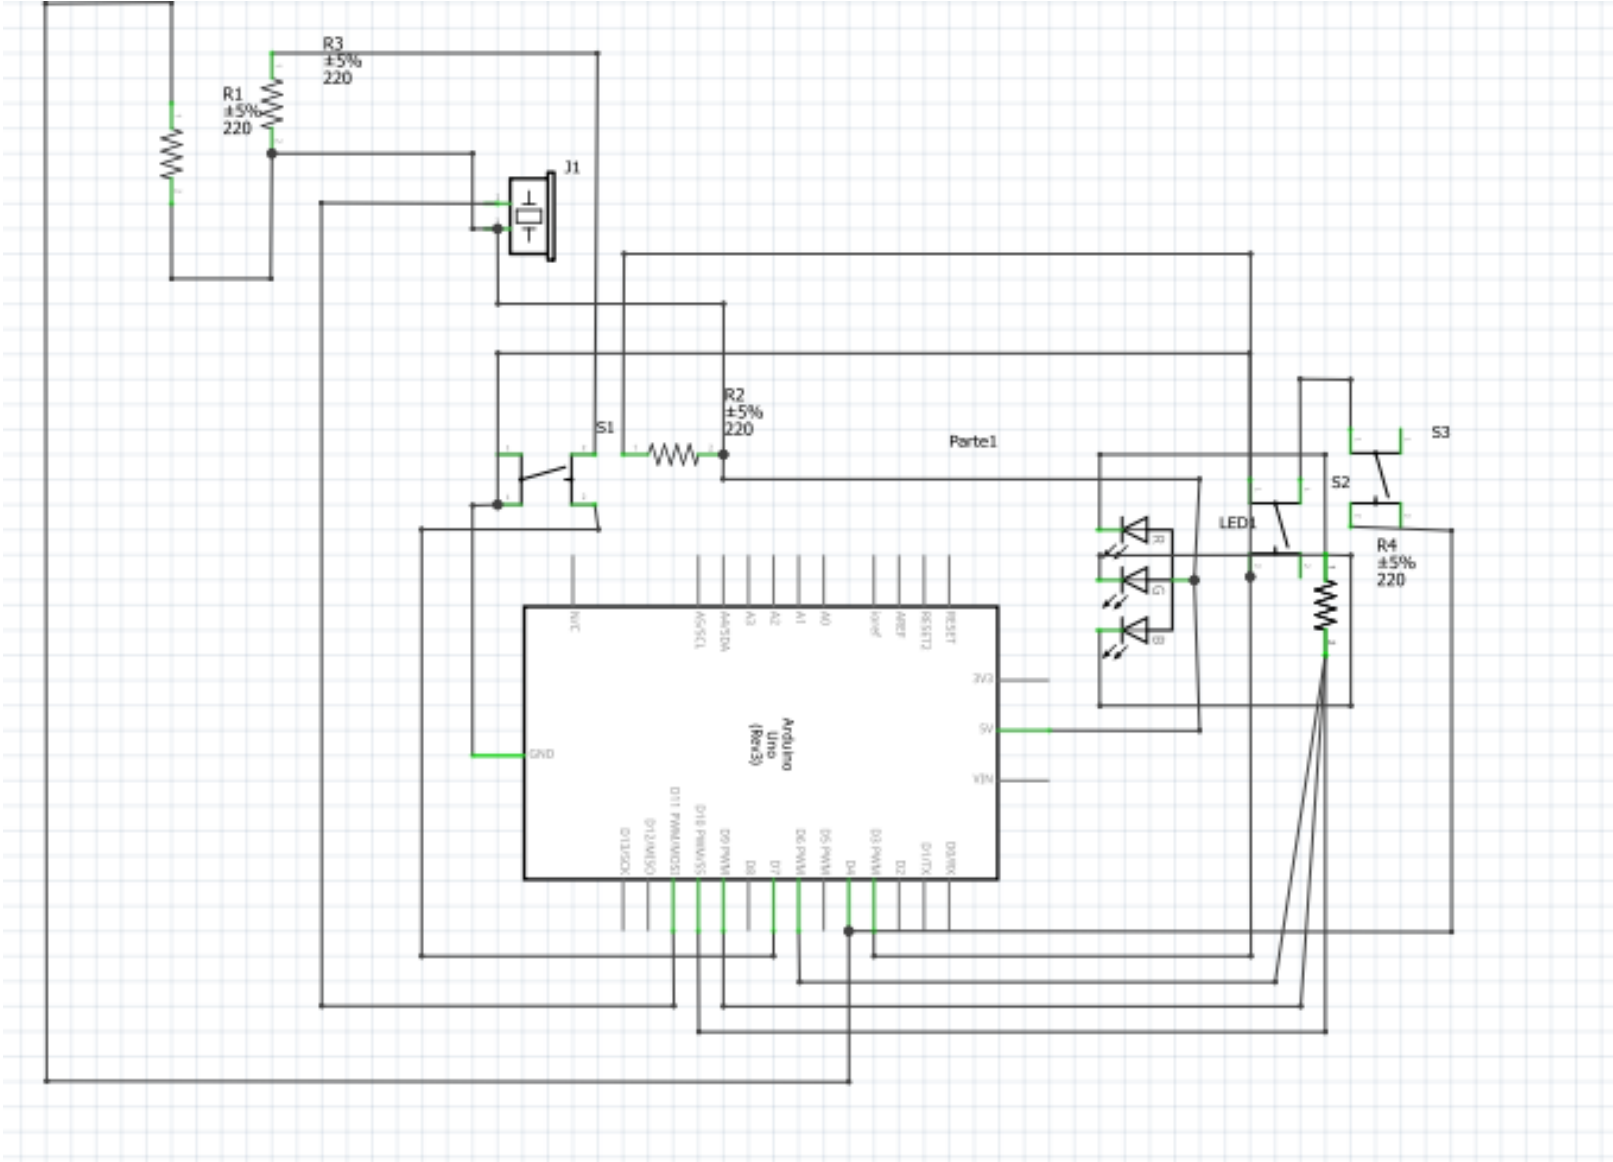 R3
±5%
220
R1
±5%
220
J1
R2
±5%
220
S1
Parte1
S3
S2
LED1
R4
±5%
220
R
G
B
N/C
A5/SCL
A4/SDA
A3
A2
A1
A0
ioref
AREF
RESET2
RESET
3V3
5V
VIN
GND
Arduino
Uno
(Rev3)
D13/SCK
D12/MISO
D11 PWM/MOSI
D10 PWM/SS
D9 PWM
D8
D7
D6 PWM
D5 PWM
D4
D3 PWM
D2
D1/TX
D0/RX